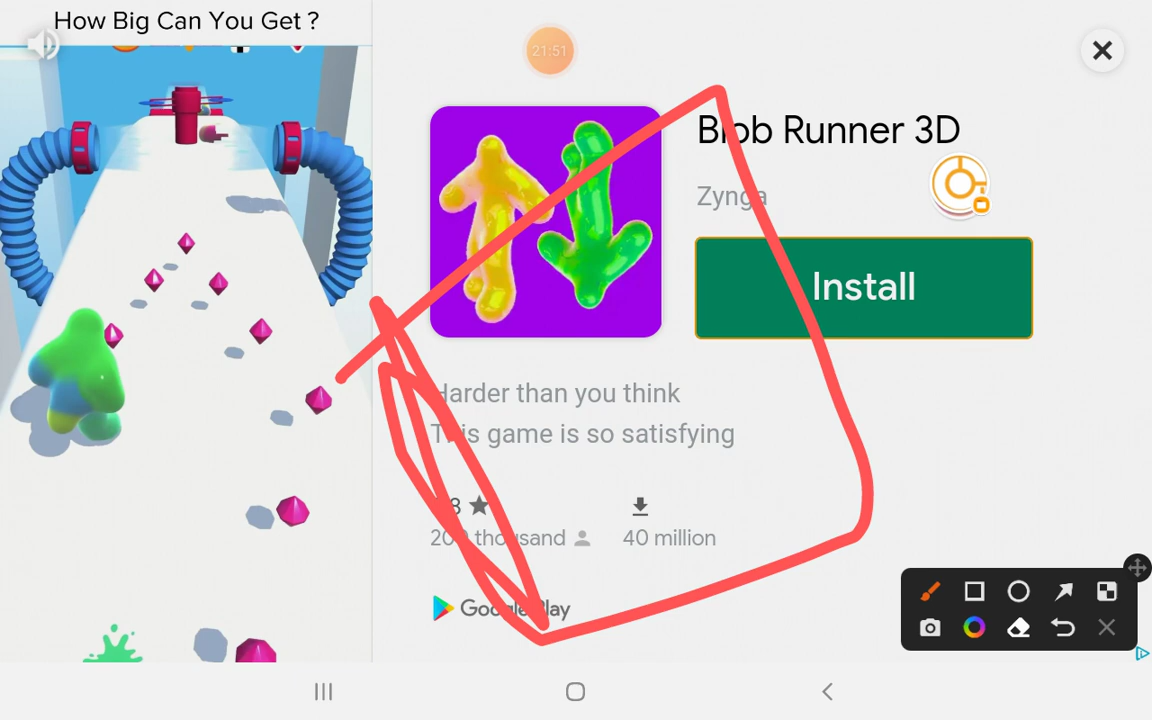 How Big Can You Get ?
21:51
Blob Runner 3D
Zynga
Install
Harder than you think
This game is so satisfying
40 million
Google Play